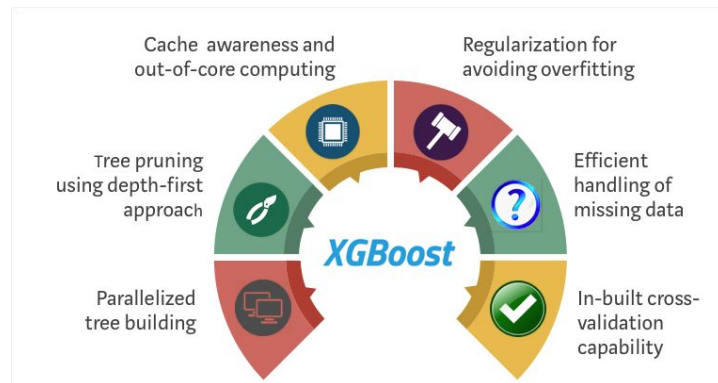 Cache awareness and
out-of-core computing
Regularization for
avoiding overfitting
Tree pruning
using depth-first
approach
Efficient
handling of
missing data
XGBoost
Parallelized
tree building
In-built cross-
validation
capability